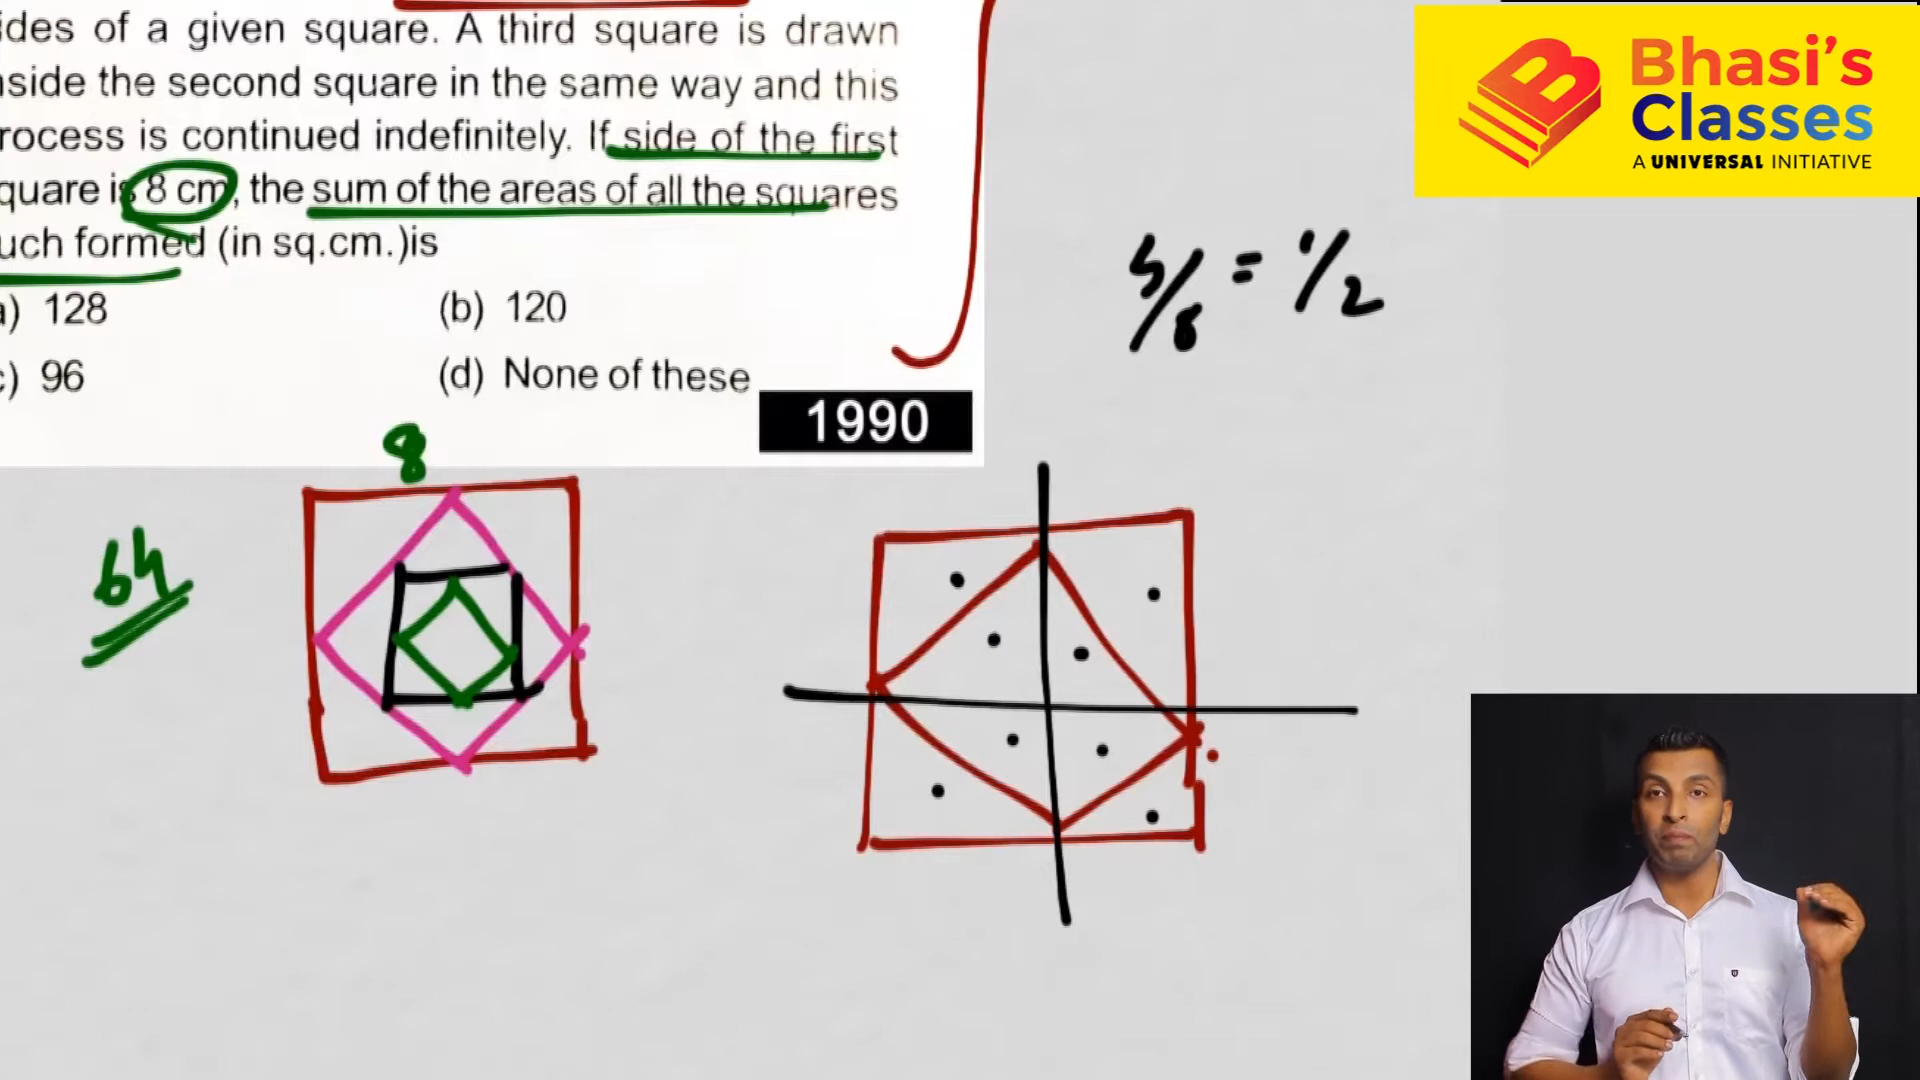 ides of a given square. A third square is drawn
nside the second square in the same way and this
rocess is continued indefinitely. If side of the first
quare is 8 cm, the sum of the areas of all the squares
uch formed (in sq.cm.)is
a) 128
(b) 120
c) 96
(d) None of these
1990
Bhasi's
Classes
A UNIVERSAL INITIATIVE
4/8 = 1/2
8
64